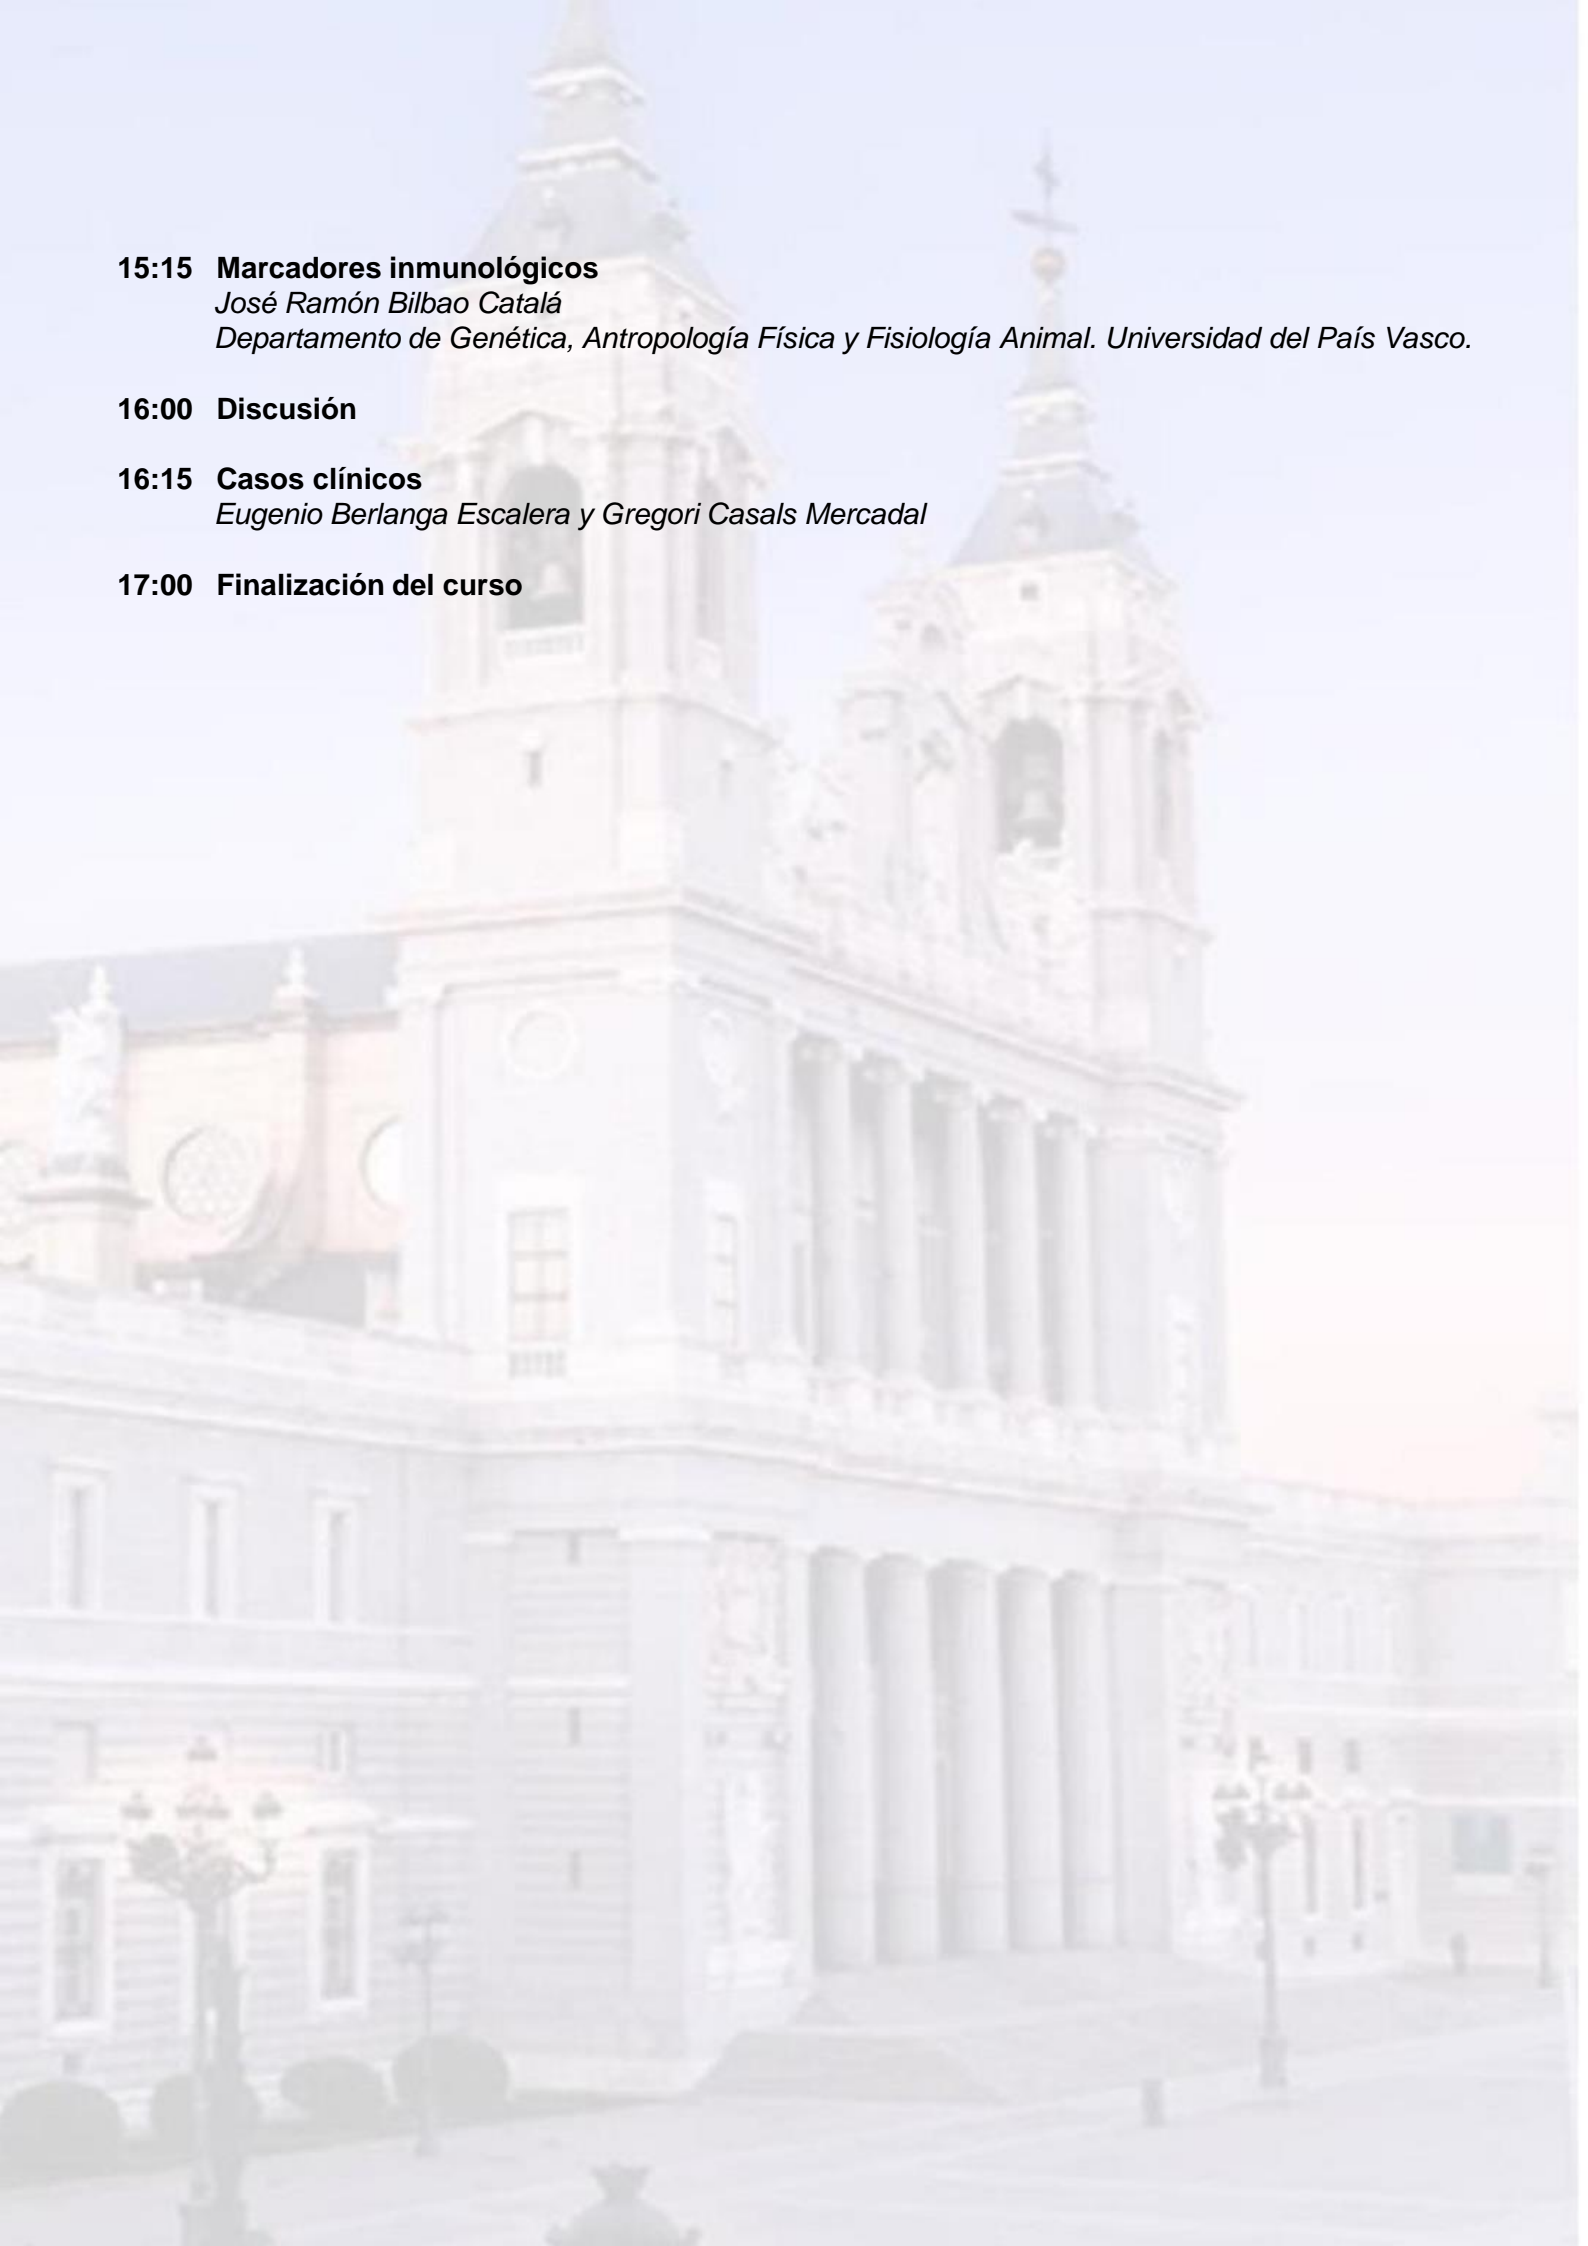 15:15 Marcadores inmunológicos
José Ramón Bilbao Catalá
Departamento de Genética, Antropología Física y Fisiología Animal. Universidad del País Vasco.
16:00 Discusión
16:15 Casos clínicos
Eugenio Berlanga Escalera y Gregori Casals Mercadal
17:00 Finalización del curso